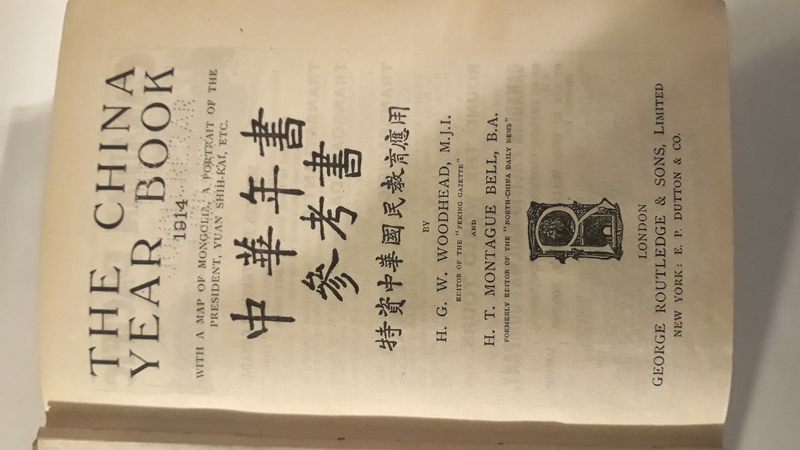 THE CHINA
YEAR BOOK
1914
WITH A MAP OF MONGOLIA, A PORTRAIT OF THE
PRESIDENT, YUAN SHIH-KAI, ETC.
中華年書
參考書
特資中華國民教育應用
BY
H. G. W. WOODHEAD, M.J.I.
EDITOR OF THE "PEKING GAZETTE"
AND
H. T. MONTAGUE BELL, B.A.
FORMERLY EDITOR OF THE "NORTH-CHINA DAILY NEWS"
LONDON
GEORGE ROUTLEDGE & SONS, LIMITED
NEW YORK: E. P. DUTTON & CO.